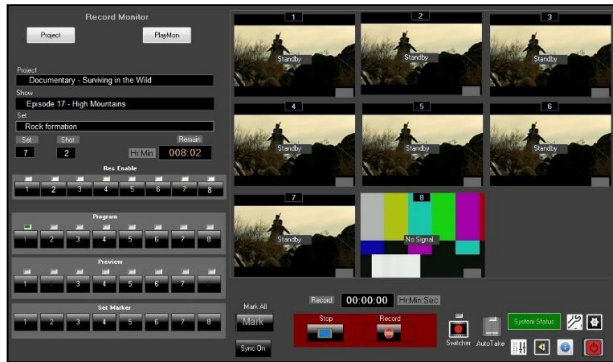 Record Monitor
Project
PlayMon
Project
Documentary - Surviving in the Wild
Show
Episode 17 - High Mountains
Set
Rock formation
Set
Shot
Remain
7
2
Hr:Min
008:02
Rec Enable
1 2 3 4 5 6 7 8
Program
1 2 3 4 5 6 7 8
Preview
1 3 4 5 6 7
Set Marker
1 2 3 4 5 6 7 8
1
Standby
2
Standby
3
Standby
4
Standby
5
Standby
6
Standby
7
Standby
8
No Signal
Mark All
Mark
Sync On
Record
00:00:00
Hr:Min:Sec
Stop
Record
Switcher
AutoTake
System Status